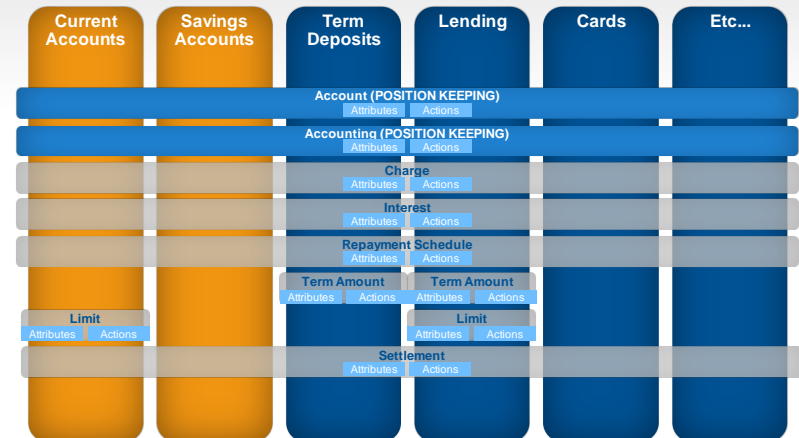 Current
Accounts
Savings
Accounts
Term
Deposits
Lending
Cards
Etc...
Account (POSITION KEEPING)
Attributes Actions
Accounting (POSITION KEEPING)
Attributes Actions
Charge
Attributes Actions
Interest
Attributes Actions
Repayment Schedule
Attributes Actions
Term Amount Term Amount
Attributes Actions Attributes Actions
Limit Limit
Attributes Actions Attributes Actions
Settlement
Attributes Actions